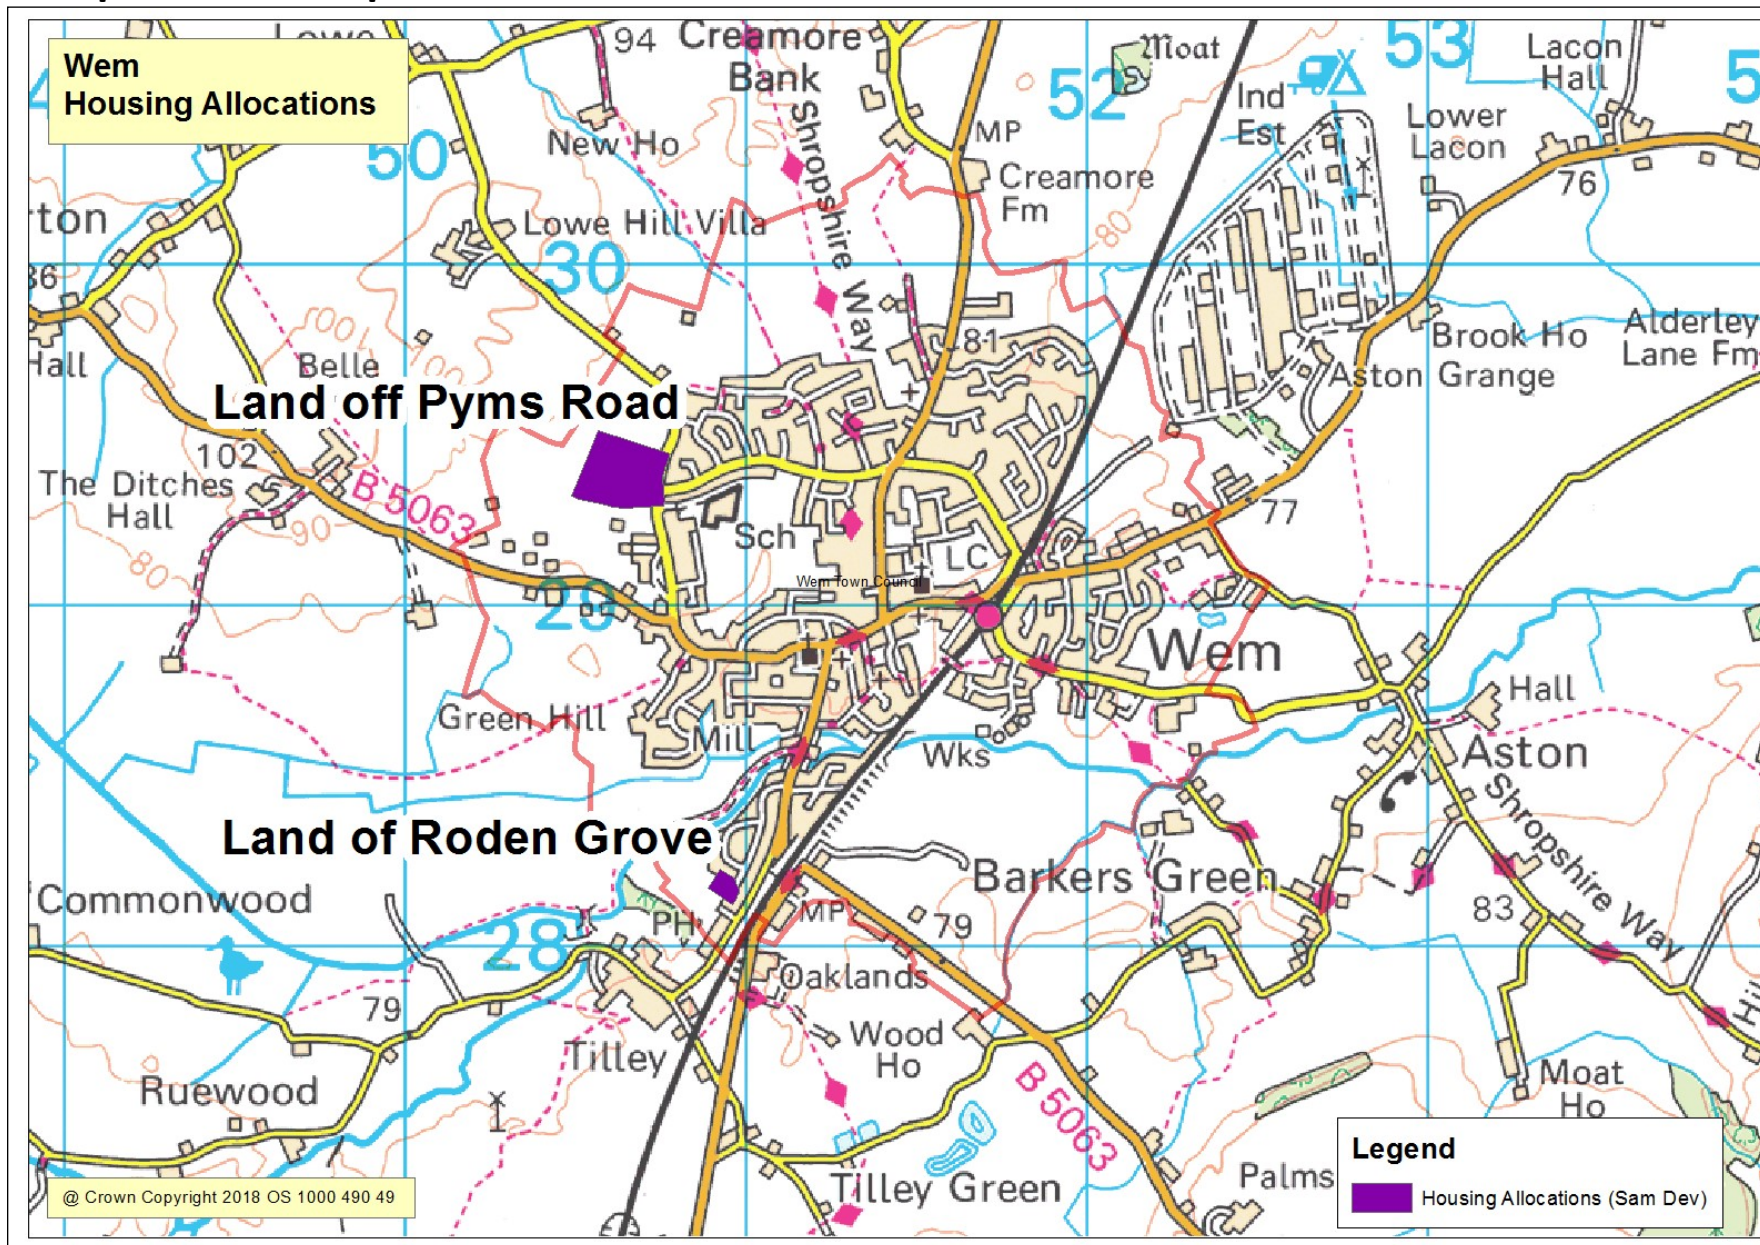 Wem
Housing Allocations
94
Creamore
Bank
Moat
52
53
Lacon
Hall
Ind
Est
Lower
Lacon
50
New Ho
MP
Creamore
Fm
76
Shropshire Way
Lowe Hill Villa
30
80
Hall
Belle
100
81
Brook Ho
Alderley
Lane Fm
Aston Grange
Land off Pyms Road
102
The Ditches
Hall
B 5063
90
80
Sch
LC
77
Wem Town Council
29
Wem
Green Hill
Mill
Wks
Hall
Aston
Land of Roden Grove
Shropshire Way
Commonwood
Barkers Green
PH
MP
79
83
28
Oaklands
79
Wood
Ho
Tilley
Ruewood
B 5063
Moat
Ho
Tilley Green
Palms
Legend
Housing Allocations (Sam Dev)
@ Crown Copyright 2018 OS 1000 490 49